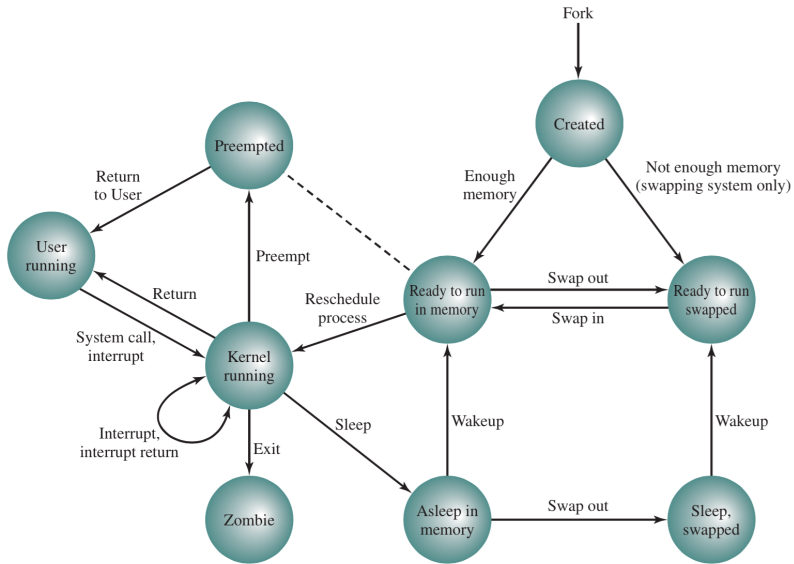 Fork
Created
Preempted
Enough
memory
Not enough memory
(swapping system only)
Return
to User
User
running
Preempt
Return
Reschedule
process
Ready to run
in memory
Swap out
Swap in
Ready to run
swapped
System call,
interrupt
Kernel
running
Interrupt,
interrupt return
Sleep
Exit
Wakeup
Wakeup
Zombie
Asleep in
memory
Swap out
Sleep,
swapped